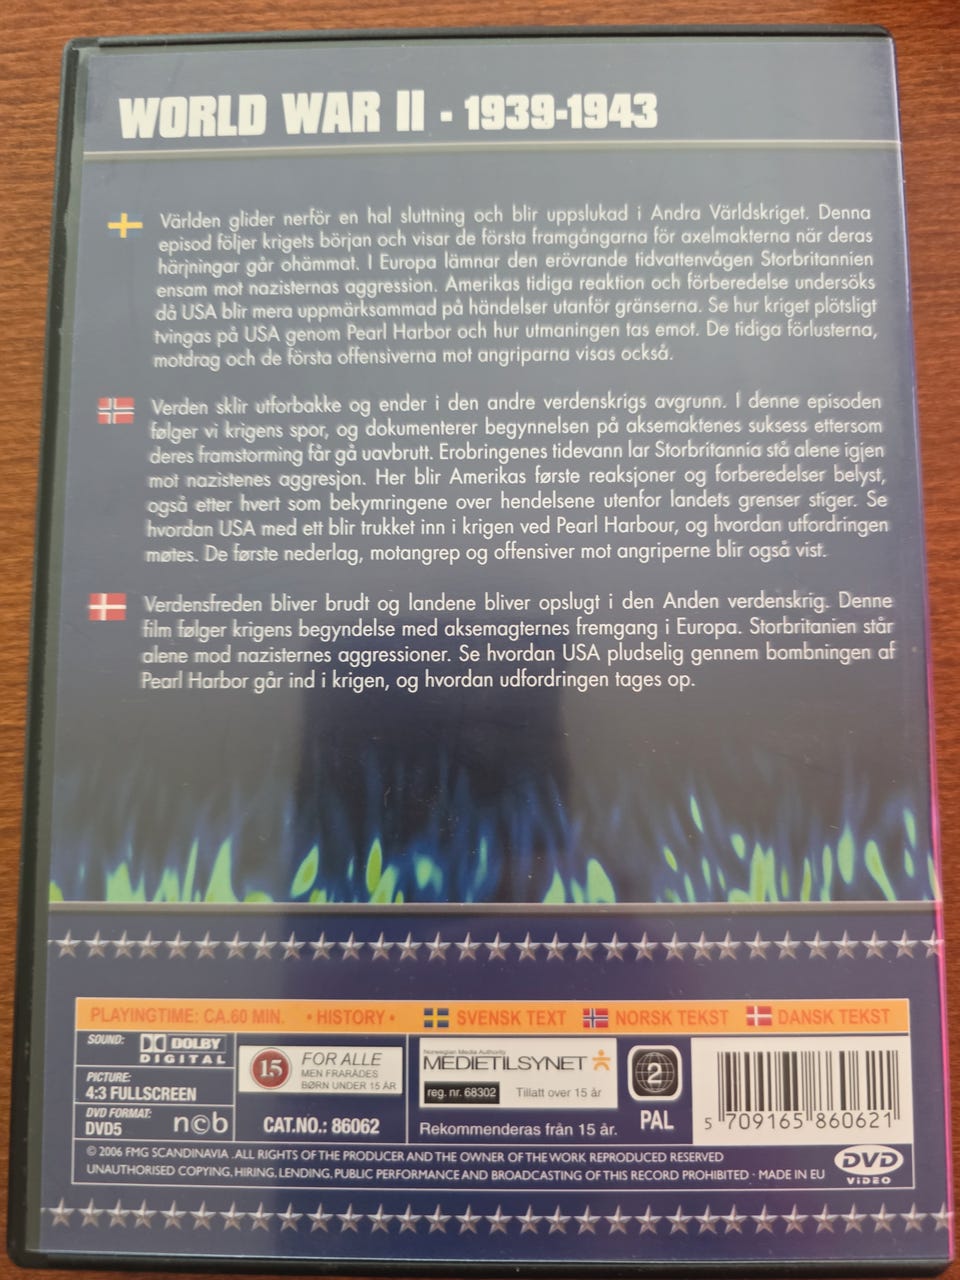 WORLD WAR II - 1939-1943
Världen glider nerför en hal sluttning och blir uppslukad i Andra Världskriget. Denna
episod följer krigets början och visar de första framgångarna för axelmakterna när deras
härjningar går ohämmat. I Europa lämnar den erövrande tidvattenvågen Storbritannien
ensam mot nazisternas aggression. Amerikas tidiga reaktion och förberedelse undersöks
då USA blir mera uppmärksammad på händelser utanför gränserna. Se hur kriget plötsligt
tvingas på USA genom Pearl Harbor och hur utmaningen tas emot. De tidiga förlusterna,
motdrag och de första offensiverna mot angriparna visas också.
Verden sklir utforbakke og ender i den andre verdenskrigs avgrunn. I denne episoden
følger vi krigens spor, og dokumenterer begynnelsen på aksemaktenes suksess ettersom
deres framstorming får gå uavbrutt. Erobringenes tidevann lar Storbritannia stå alene igjen
mot nazistenes aggresjon. Her blir Amerikas første reaksjoner og forberedelser belyst,
også etter hvert som bekymringene over hendelsene utenfor landets grenser stiger. Se
hvordan USA med ett blir trukket inn i krigen ved Pearl Harbour, og hvordan utfordringen
møtes. De første nederlag, motangrep og offensiver mot angriperne blir også vist.
Verdensfreden bliver brudt og landene bliver opslugt i den Anden verdenskrig. Denne
film følger krigens begyndelse med aksemagternes fremgang i Europa. Storbritanien står
alene mod nazisternes aggressioner. Se hvordan USA pludselig gennem bombningen af
Pearl Harbor går ind i krigen, og hvordan udfordringen tages op.
PLAYINGTIME: CA.60 MIN. • HISTORY • SVENSK TEXT NORSK TEKST DANSK TEKST
SOUND: DOLBY
DIGITAL
PICTURE:
4:3 FULLSCREEN
DVD FORMAT:
DVD5
n©b
15
FOR ALLE
MEN FRARÅDES
BØRN UNDER 15 ÅR
CAT.NO.: 86062
Norwegian Media Authority
MEDIETILSYNET
reg. nr. 68302 Tillatt over 15 år
Rekommenderas från 15 år.
2
PAL
5 709165 860621
© 2006 FMG SCANDINAVIA . ALL RIGHTS OF THE PRODUCER AND THE OWNER OF THE WORK REPRODUCED RESERVED
UNAUTHORISED COPYING, HIRING, LENDING, PUBLIC PERFORMANCE AND BROADCASTING OF THIS RECORD PROHIBITED · MADE IN EU
DVD
VIDEO